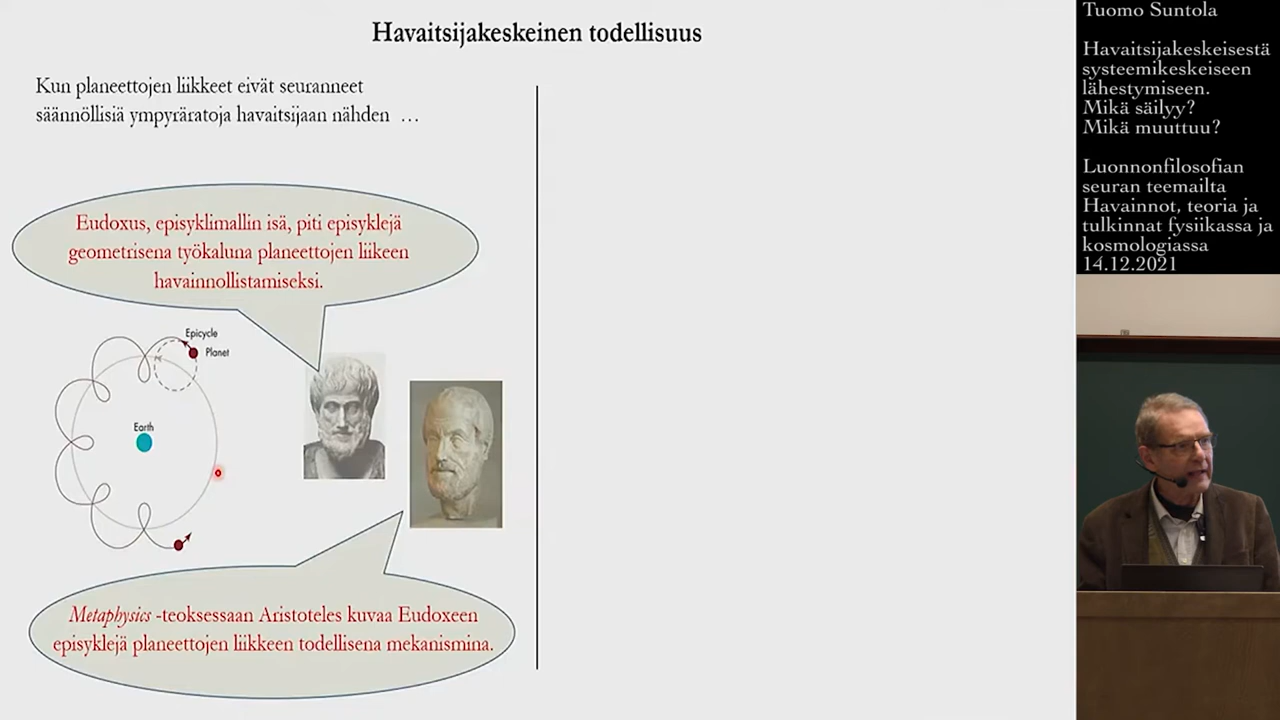 Havaitsijakeskeinen todellisuus
Kun planeettojen liikkeet eivät seuranneet
säännöllisiä ympyräratoja havaitsijaan nähden …
Eudoxus, episyklimallin isä, piti episyklejä
geometrisena työkaluna planeettojen liikeen
havainnollistamiseksi.
Epicycle
Planet
Earth
Metaphysics -teoksessaan Aristoteles kuvaa Eudoxeen
episyklejä planeettojen liikkeen todellisena mekanismina.
Tuomo Suntola
Havaitsijakeskeisestä
systeemikeskeiseen
lähestymiseen.
Mikä säilyy?
Mikä muuttuu?
Luonnonfilosofian
seuran teemailta
Havainnot, teoria ja
tulkinnat fysiikassa ja
kosmologiassa
14.12.2021